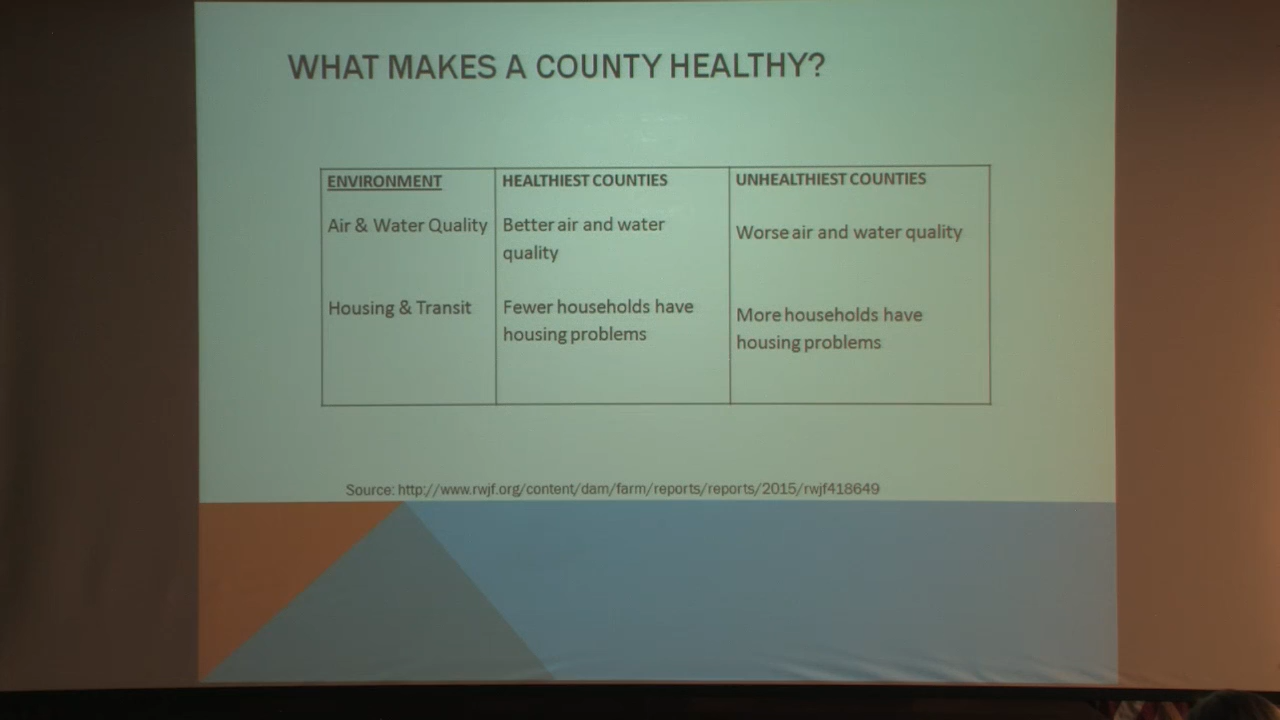 WHAT MAKES A COUNTY HEALTHY?
ENVIRONMENT
HEALTHIEST COUNTIES
UNHEALTHIEST COUNTIES
Air & Water Quality
Better air and water
quality
Worse air and water quality
Housing & Transit
Fewer households have
housing problems
More households have
housing problems
Source: http://www.rwjf.org/content/dam/farm/reports/reports/2015/rwjf418649